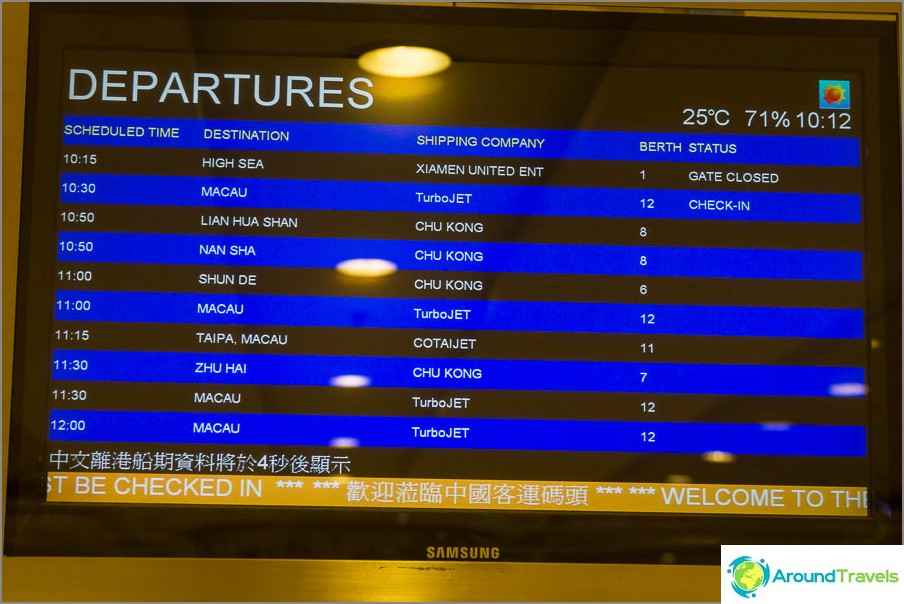 DEPARTURES
25℃ 71% 10:12
SCHEDULED TIME DESTINATION SHIPPING COMPANY BERTH STATUS
10:15 HIGH SEA XIAMEN UNITED ENT 1 GATE CLOSED
10:30 MACAU TurboJET 12 CHECK-IN
10:50 LIAN HUA SHAN CHU KONG 8
10:50 NAN SHA CHU KONG 8
11:00 SHUN DE CHU KONG 6
11:00 MACAU TurboJET 12
11:15 TAIPA, MACAU COTAIJET 11
11:30 ZHU HAI CHU KONG 7
11:30 MACAU TurboJET 12
12:00 MACAU TurboJET 12
中文離港船期資料將於4秒後顯示
ST BE CHECKED IN *** *** 歡迎蒞臨中國客運碼頭 *** *** WELCOME TO THE
SAMSUNG
AroundTravels